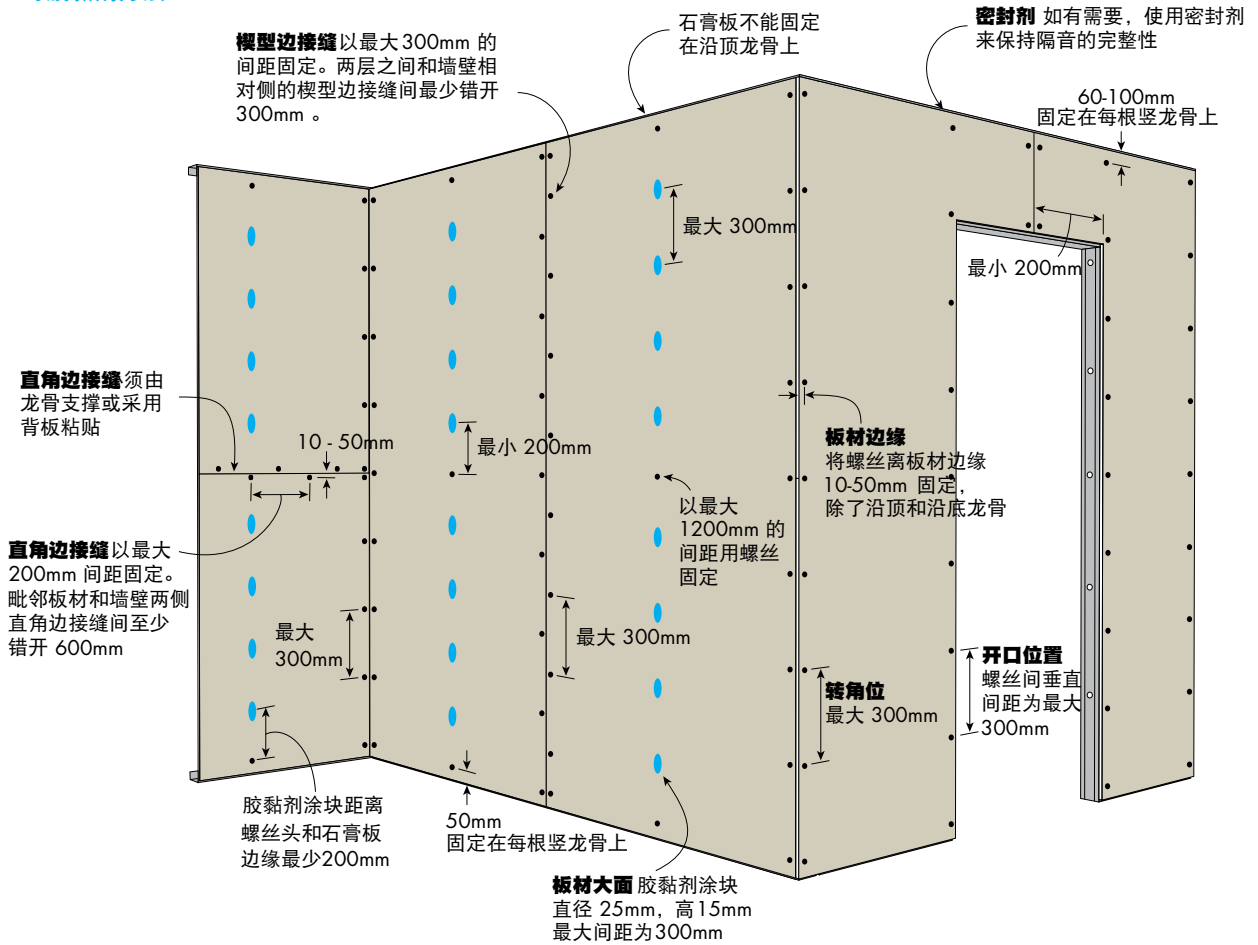 楔型边接缝以最大300mm 的
间距固定。两层之间和墙壁相
对侧的楔型边接缝间最少错开
300mm 。
石膏板不能固定
在沿顶龙骨上
密封剂 如有需要，使用密封剂
来保持隔音的完整性
60-100mm
固定在每根竖龙骨上
最大 300mm
最小 200mm
直角边接缝须由
龙骨支撑或采用
背板粘贴
10 - 50mm
最小 200mm
板材边缘
将螺丝离板材边缘
10-50mm 固定，
除了沿顶和沿底龙骨
以最大
1200mm 的
间距用螺丝
固定
直角边接缝以最大
200mm 间距固定。
毗邻板材和墙壁两侧
直角边接缝间至少
错开 600mm
最大
300mm
最大 300mm
转角位
最大 300mm
开口位置
螺丝间垂直
间距为最大
300mm
胶黏剂涂块距离
螺丝头和石膏板
边缘最少200mm
50mm
固定在每根竖龙骨上
板材大面 胶黏剂涂块
直径 25mm，高15mm
最大间距为300mm